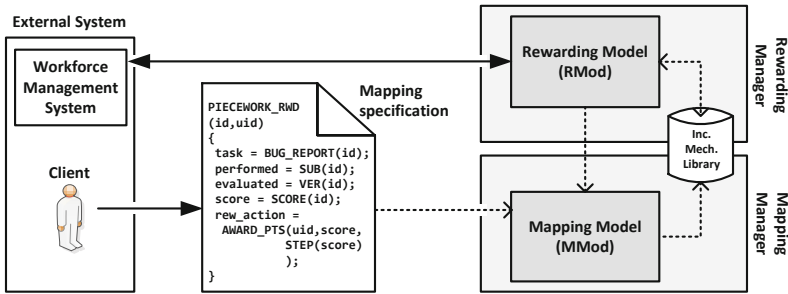 External System
Workforce
Management
System
Client
PIECEWORK_RWD
(id,uid)
{
task = BUG_REPORT(id);
performed = SUB(id);
evaluated = VER(id);
score = SCORE(id);
rew_action =
AWARD_PTS(uid,score,
STEP(score)
);
}
Mapping
specification
Rewarding Model
(RMod)
Inc.
Mech.
Library
Mapping Model
(MMod)
Rewarding
Manager
Mapping
Manager